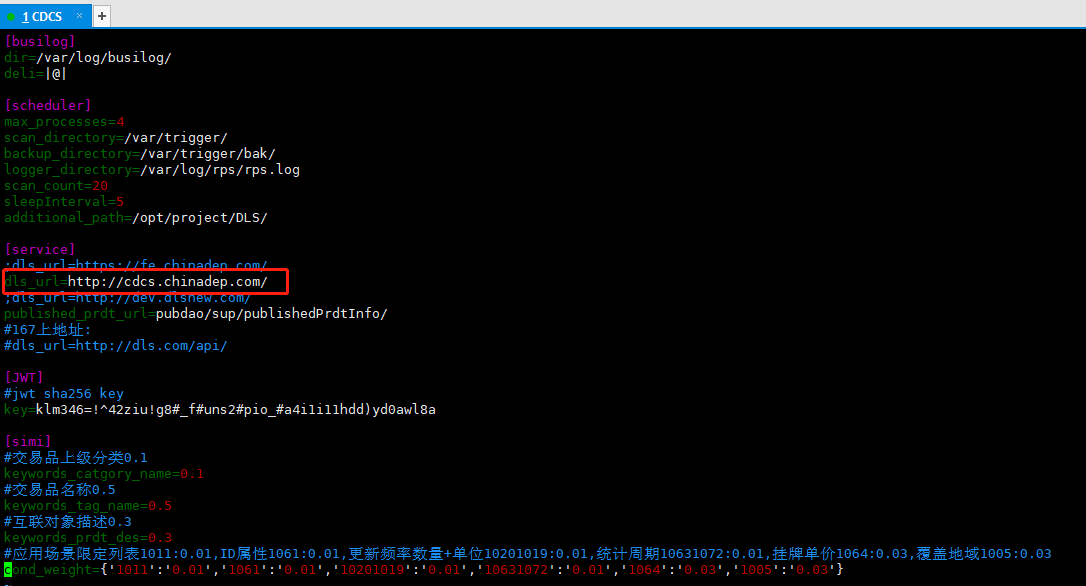 1 CDCS × +
[busilog]
dir=/var/log/busilog/
deli=|@|
[scheduler]
max_processes=4
scan_directory=/var/trigger/
backup_directory=/var/trigger/bak/
logger_directory=/var/log/rps/rps.log
scan_count=20
sleepInterval=5
additional_path=/opt/project/DLS/
[service]
;dls_url=https://fe.chinadep.com/
dls_url=http://cdcs.chinadep.com/
;dls_url=http://dev.dlsnew.com/
published_prdt_url=pubdao/sup/publishedPrdtInfo/
#167上地址:
#dls_url=http://dls.com/api/
[JWT]
#jwt sha256 key
key=klm346=!^42ziu!g8#_f#uns2#pio_#a4i1i11hdd)yd0awl8a
[simi]
#交易品上级分类0.1
keywords_catgory_name=0.1
#交易品名称0.5
keywords_tag_name=0.5
#互联对象描述0.3
keywords_prdt_des=0.3
#应用场景限定列表1011:0.01,ID属性1061:0.01,更新频率数量+单位10201019:0.01,统计周期10631072:0.01,挂牌单价1064:0.03,覆盖地域1005:0.03
cond_weight={'1011':'0.01','1061':'0.01','10201019':'0.01','10631072':'0.01','1064':'0.03','1005':'0.03'}